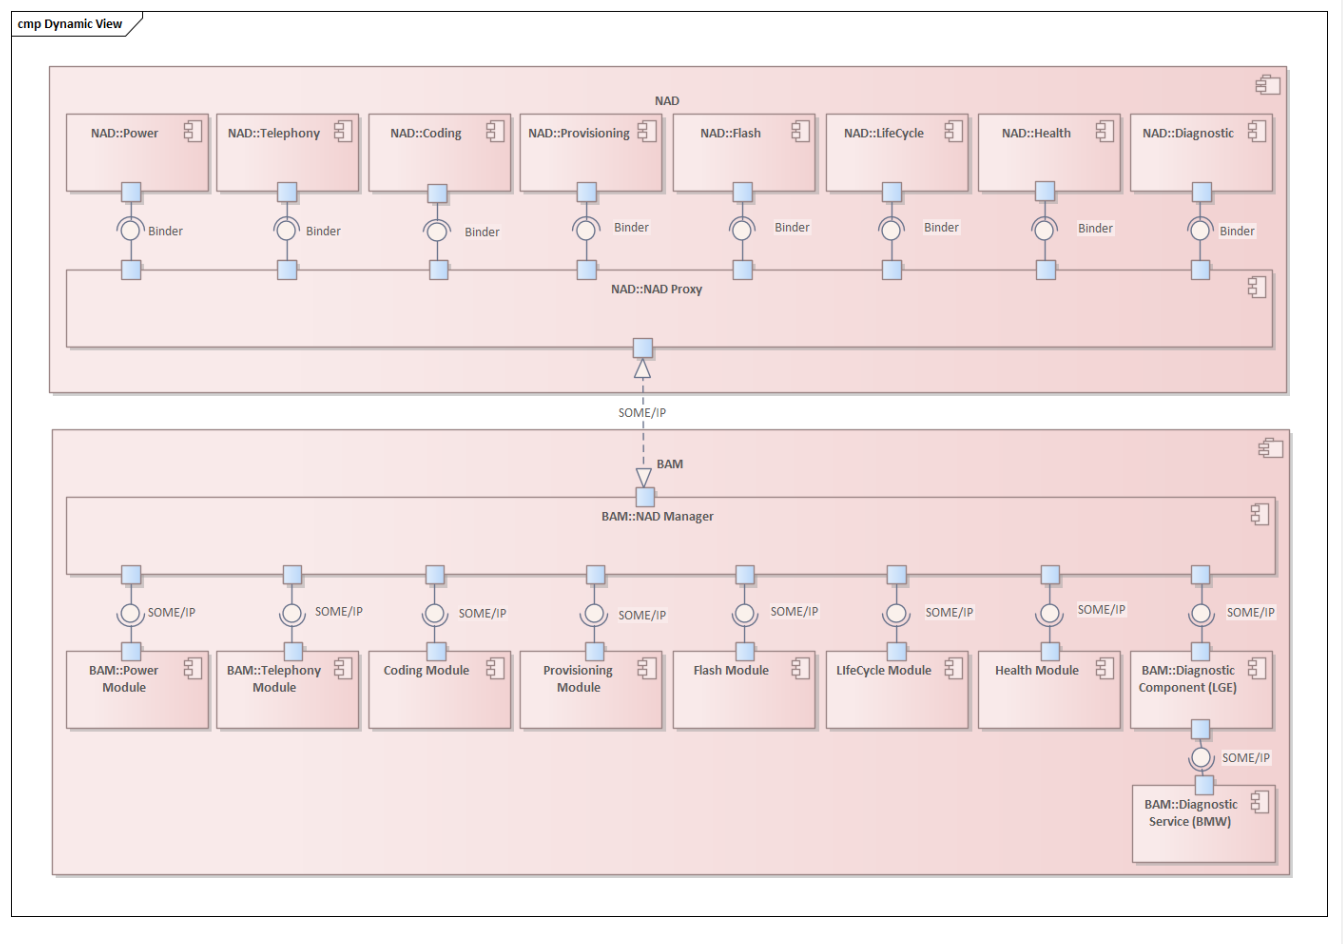 cmp Dynamic View
NAD
NAD::Power
NAD::Telephony
NAD::Coding
NAD::Provisioning
NAD::Flash
NAD::LifeCycle
NAD::Health
NAD::Diagnostic
Binder
Binder
Binder
Binder
Binder
Binder
Binder
Binder
NAD::NAD Proxy
SOME/IP
BAM
BAM::NAD Manager
SOME/IP
SOME/IP
SOME/IP
SOME/IP
SOME/IP
SOME/IP
SOME/IP
SOME/IP
BAM::Power
Module
BAM::Telephony
Module
Coding Module
Provisioning
Module
Flash Module
LIfeCycle Module
Health Module
BAM::Diagnostic
Component (LGE)
SOME/IP
BAM::Diagnostic
Service (BMW)